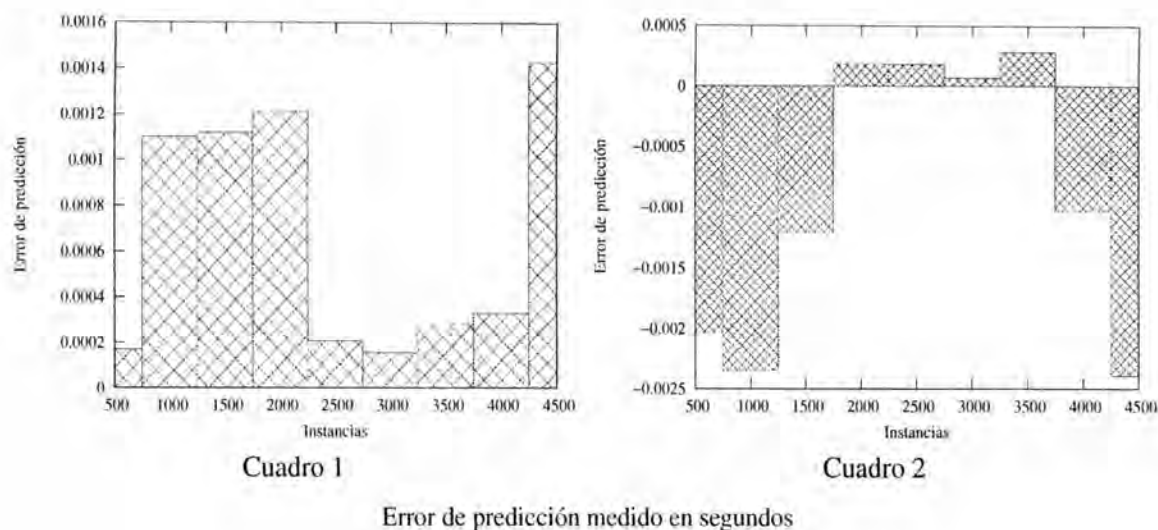 0.0016
0.0014
0.0012
0.001
0.0008
0.0006
0.0004
0.0002
0
Error de predicción
500 1000 1500 2000 2500 3000 3500 4000 4500
Instancias
Cuadro 1
0.0005
0
−0.0005
−0.001
−0.0015
−0.002
−0.0025
Error de predicción
500 1000 1500 2000 2500 3000 3500 4000 4500
Instancias
Cuadro 2
Error de predicción medido en segundos